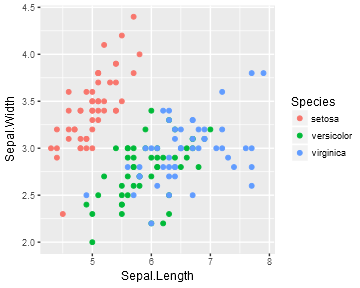 4.5
4.0
3.5
3.0
2.5
2.0
Sepal.Width
5
6
7
8
Sepal.Length
Species
setosa
versicolor
virginica